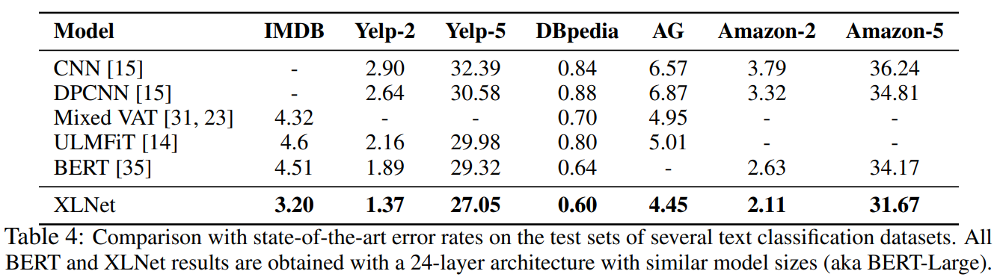 Model IMDB Yelp-2 Yelp-5 DBpedia AG Amazon-2 Amazon-5
CNN [15] - 2.90 32.39 0.84 6.57 3.79 36.24
DPCNN [15] - 2.64 30.58 0.88 6.87 3.32 34.81
Mixed VAT [31, 23] 4.32 - - 0.70 4.95 - -
ULMFiT [14] 4.6 2.16 29.98 0.80 5.01 - -
BERT [35] 4.51 1.89 29.32 0.64 - 2.63 34.17
XLNet 3.20 1.37 27.05 0.60 4.45 2.11 31.67
Table 4: Comparison with state-of-the-art error rates on the test sets of several text classification datasets. All
BERT and XLNet results are obtained with a 24-layer architecture with similar model sizes (aka BERT-Large).